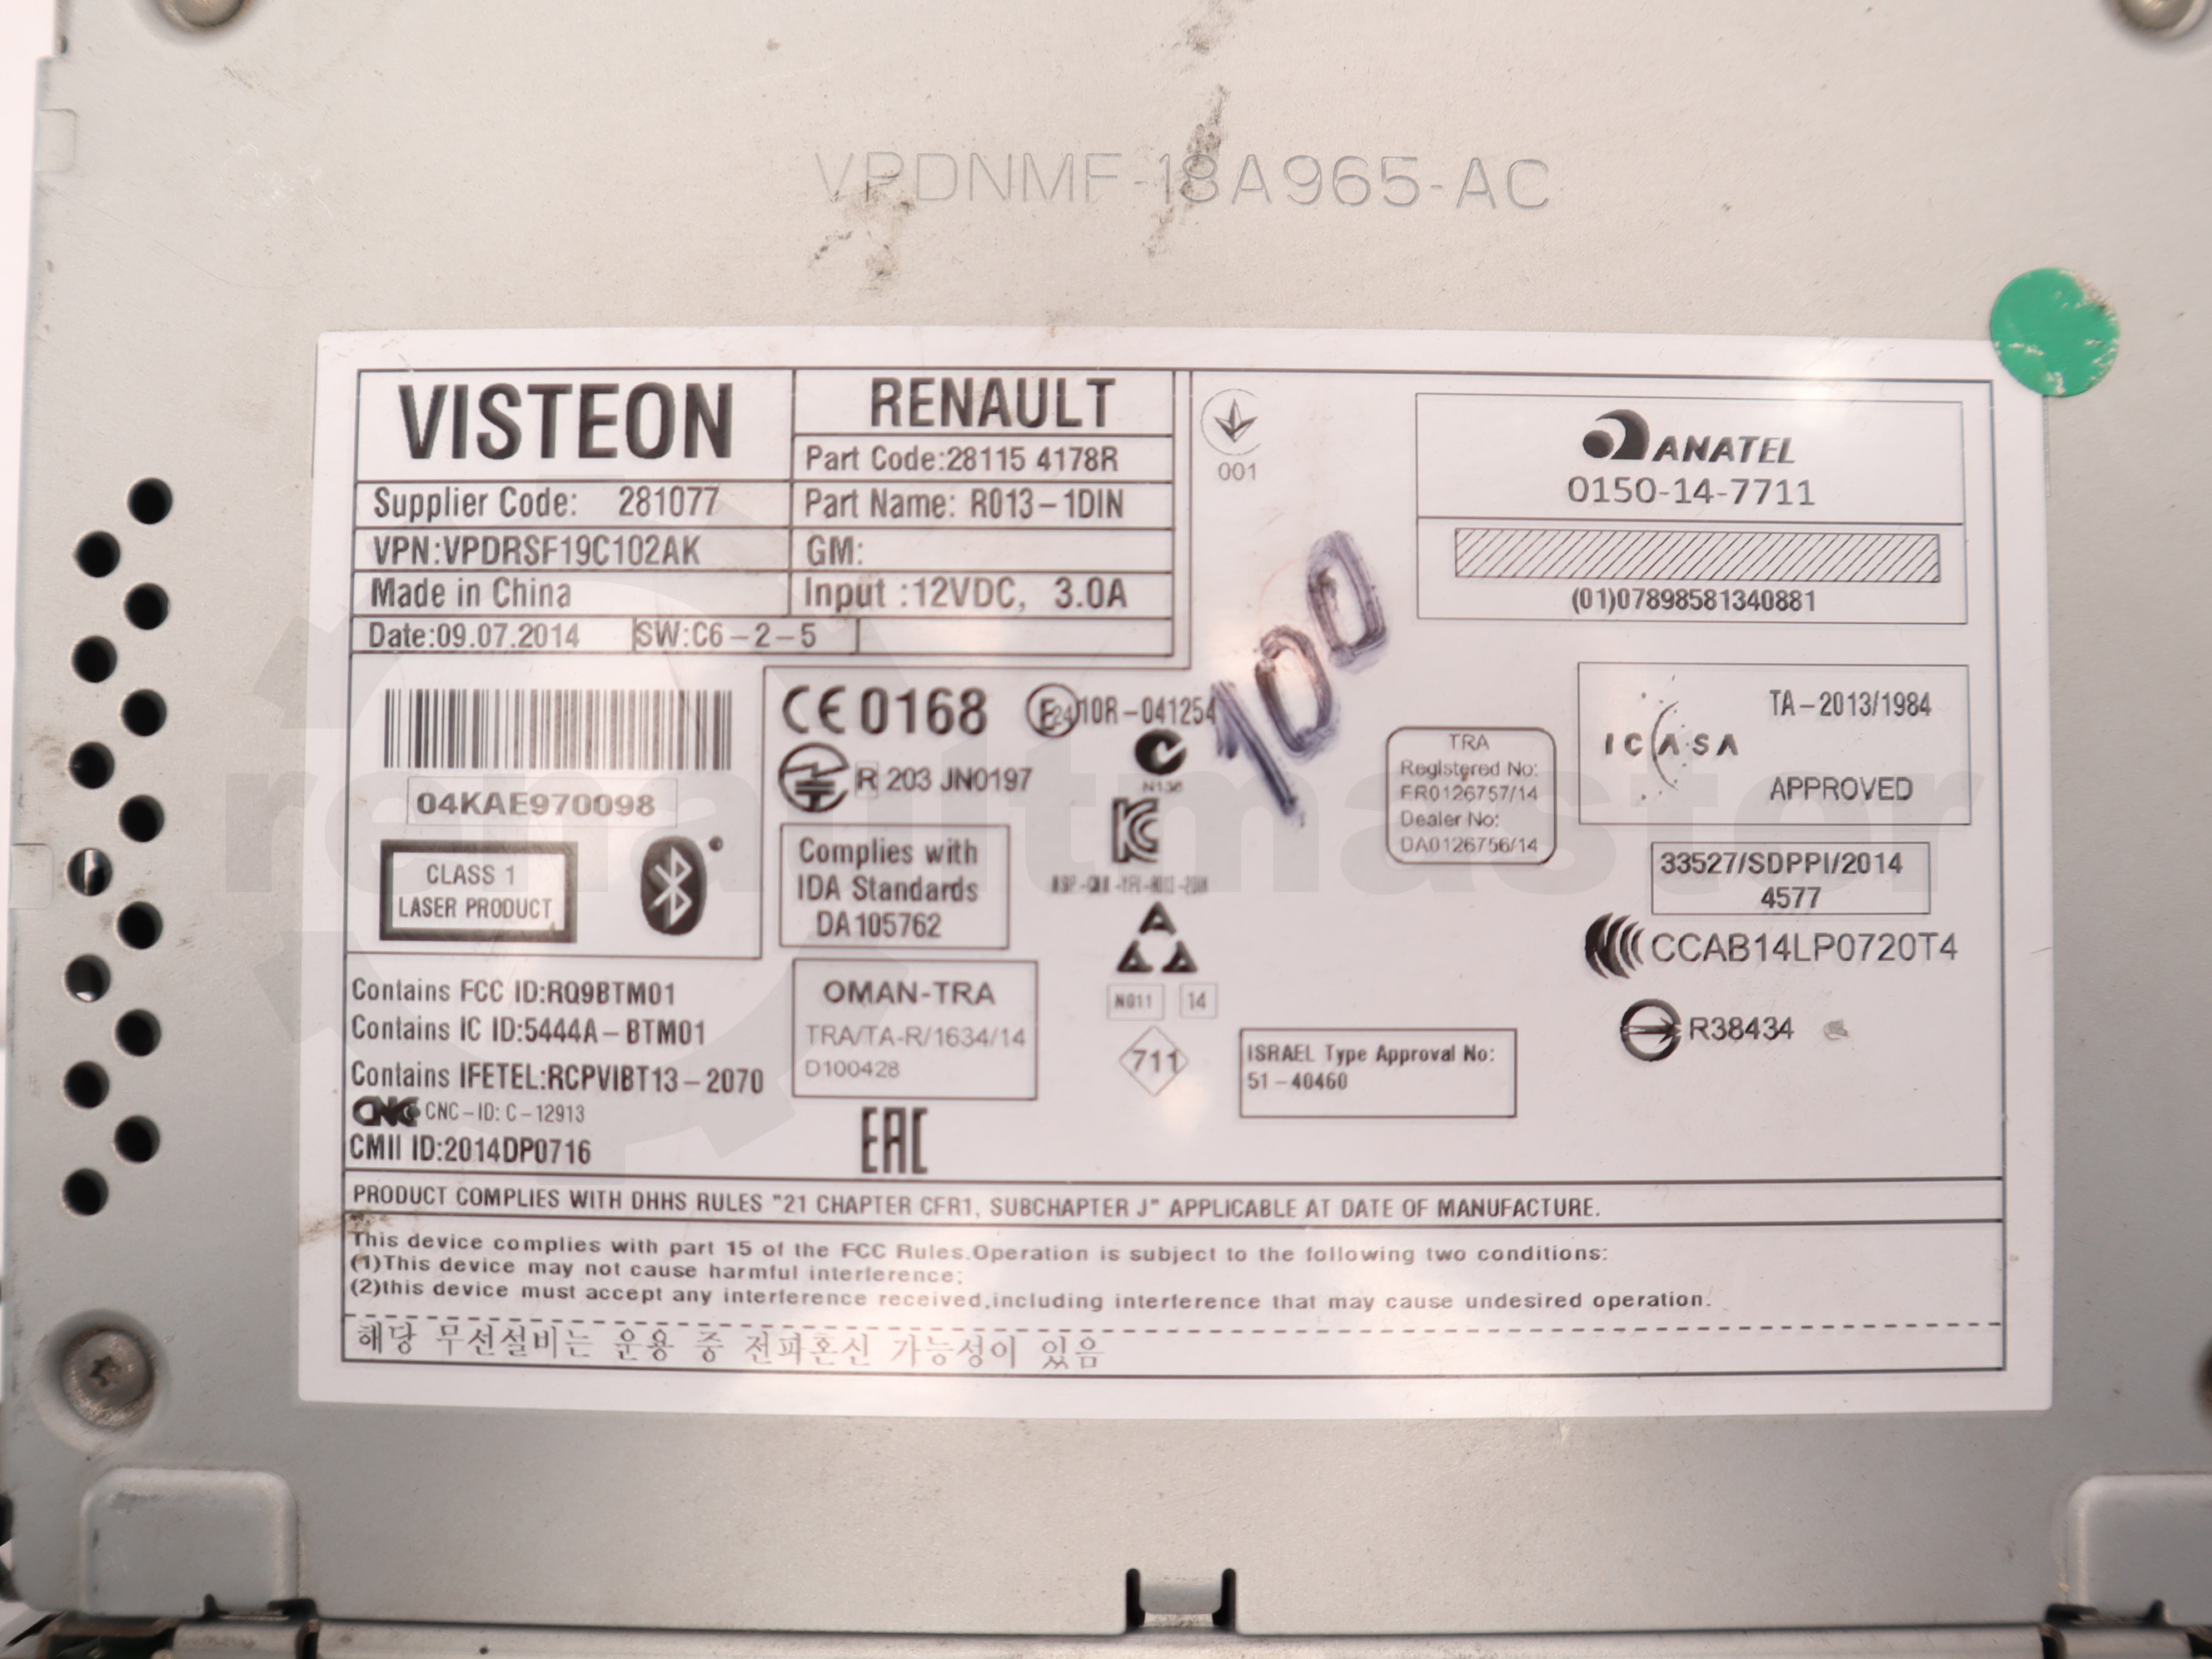 VPDNMF-18A965-AC
VISTEON
RENAULT
Part Code:28115 4178R
Supplier Code: 281077
Part Name: R013-1DIN
VPN:VPDRSF19C102AK
GM:
Made in China
Input :12VDC, 3.0A
Date:09.07.2014
SW:C6-2-5
001
ANATEL
0150-14-7711
(01)07898581340881
100
04KAE970098
CLASS 1
LASER PRODUCT
CE 0168
E24 10R-041254
R 203 JN0197
N136
Complies with
IDA Standards
DA105762
OMAN-TRA
TRA/TA-R/1634/14
D100428
N011
14
711
TRA
Registered No:
ER0126757/14
Dealer No:
DA0126756/14
ICASA
TA-2013/1984
APPROVED
33527/SDPPI/2014
4577
CCAB14LP0720T4
R38434
ISRAEL Type Approval No:
51-40460
Contains FCC ID:RQ9BTM01
Contains IC ID:5444A-BTM01
Contains IFETEL:RCPVIBT13-2070
CNC CNC-ID: C-12913
CMII ID:2014DP0716
EAC
PRODUCT COMPLIES WITH DHHS RULES "21 CHAPTER CFR1, SUBCHAPTER J" APPLICABLE AT DATE OF MANUFACTURE.
This device complies with part 15 of the FCC Rules.Operation is subject to the following two conditions:
(1)This device may not cause harmful interference;
(2)this device must accept any interference received,including interference that may cause undesired operation.
해당 무선설비는 운용 중 전파혼신 가능성이 있음
renaultmaster